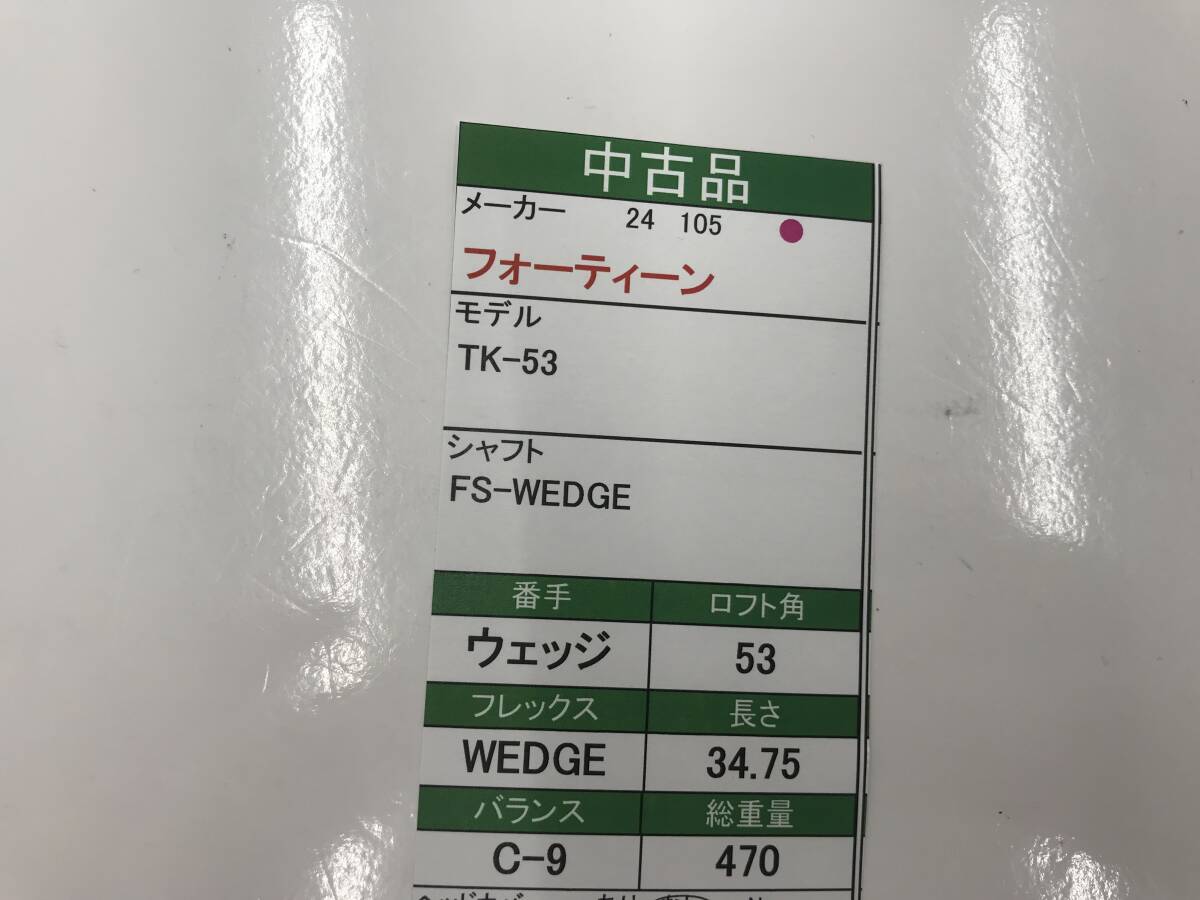 中古品
メーカー 24 105
フォーティーン
モデル
TK-53
シャフト
FS-WEDGE
番手 ロフト角
ウェッジ 53
フレックス 長さ
WEDGE 34.75
バランス 総重量
C-9 470